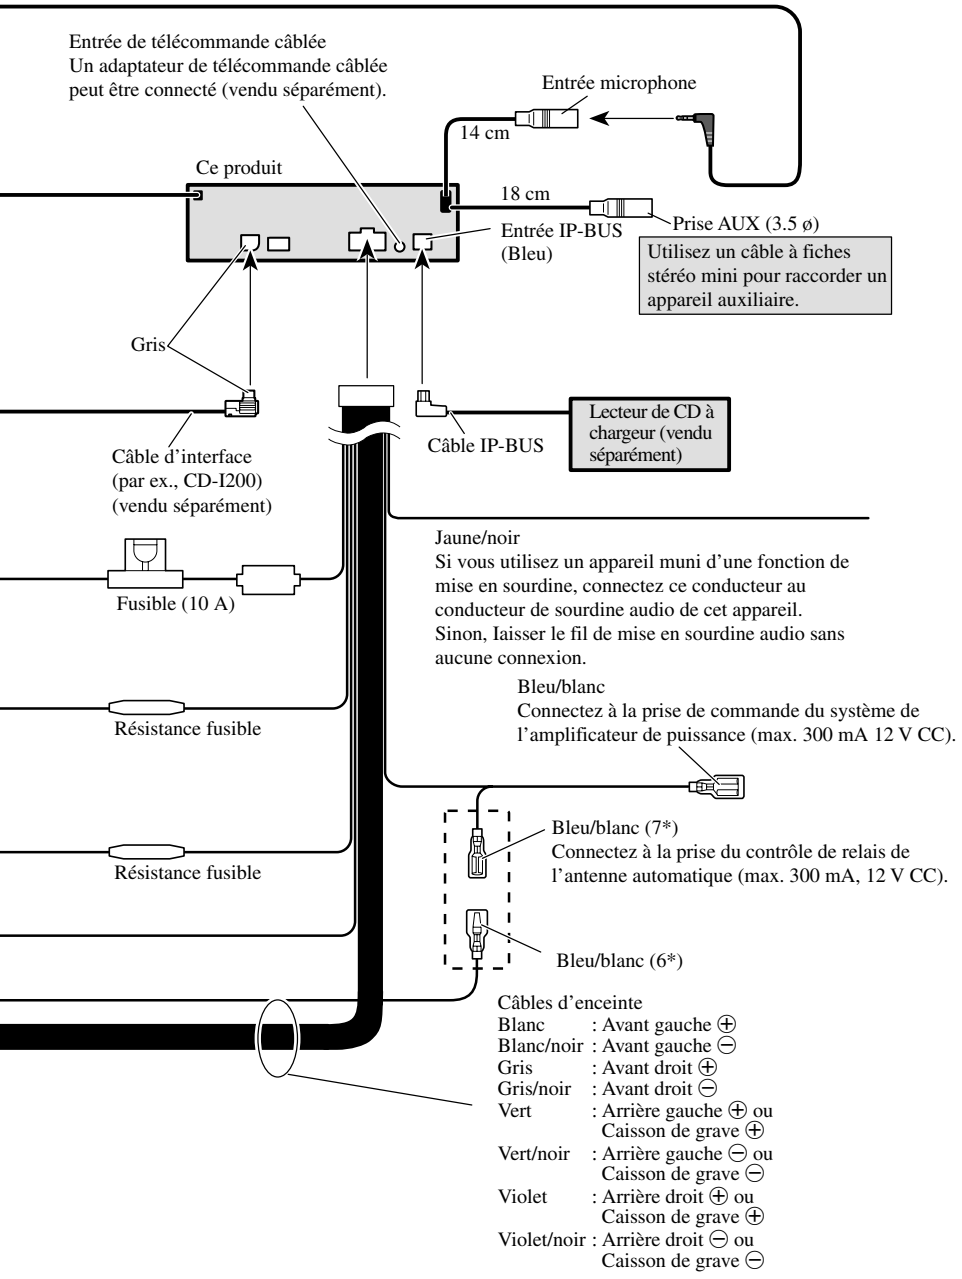 Entrée de télécommande câblée
Un adaptateur de télécommande câblée
peut être connecté (vendu séparément).
Entrée microphone
14 cm
Ce produit
18 cm
Prise AUX (3.5 ø)
Entrée IP-BUS
(Bleu)
Utilisez un câble à fiches
stéréo mini pour raccorder un
appareil auxiliaire.
Gris
Câble IP-BUS
Lecteur de CD à
chargeur (vendu
séparément)
Câble d'interface
(par ex., CD-I200)
(vendu séparément)
Jaune/noir
Si vous utilisez un appareil muni d'une fonction de
mise en sourdine, connectez ce conducteur au
conducteur de sourdine audio de cet appareil.
Sinon, Iaisser le fil de mise en sourdine audio sans
aucune connexion.
Fusible (10 A)
Bleu/blanc
Connectez à la prise de commande du système de
l'amplificateur de puissance (max. 300 mA 12 V CC).
Résistance fusible
Bleu/blanc (7*)
Connectez à la prise du contrôle de relais de
l'antenne automatique (max. 300 mA, 12 V CC).
Résistance fusible
Bleu/blanc (6*)
Câbles d'enceinte
Blanc : Avant gauche ⊕
Blanc/noir : Avant gauche ⊖
Gris : Avant droit ⊕
Gris/noir : Avant droit ⊖
Vert : Arrière gauche ⊕ ou
Caisson de grave ⊕
Vert/noir : Arrière gauche ⊖ ou
Caisson de grave ⊖
Violet : Arrière droit ⊕ ou
Caisson de grave ⊕
Violet/noir : Arrière droit ⊖ ou
Caisson de grave ⊖